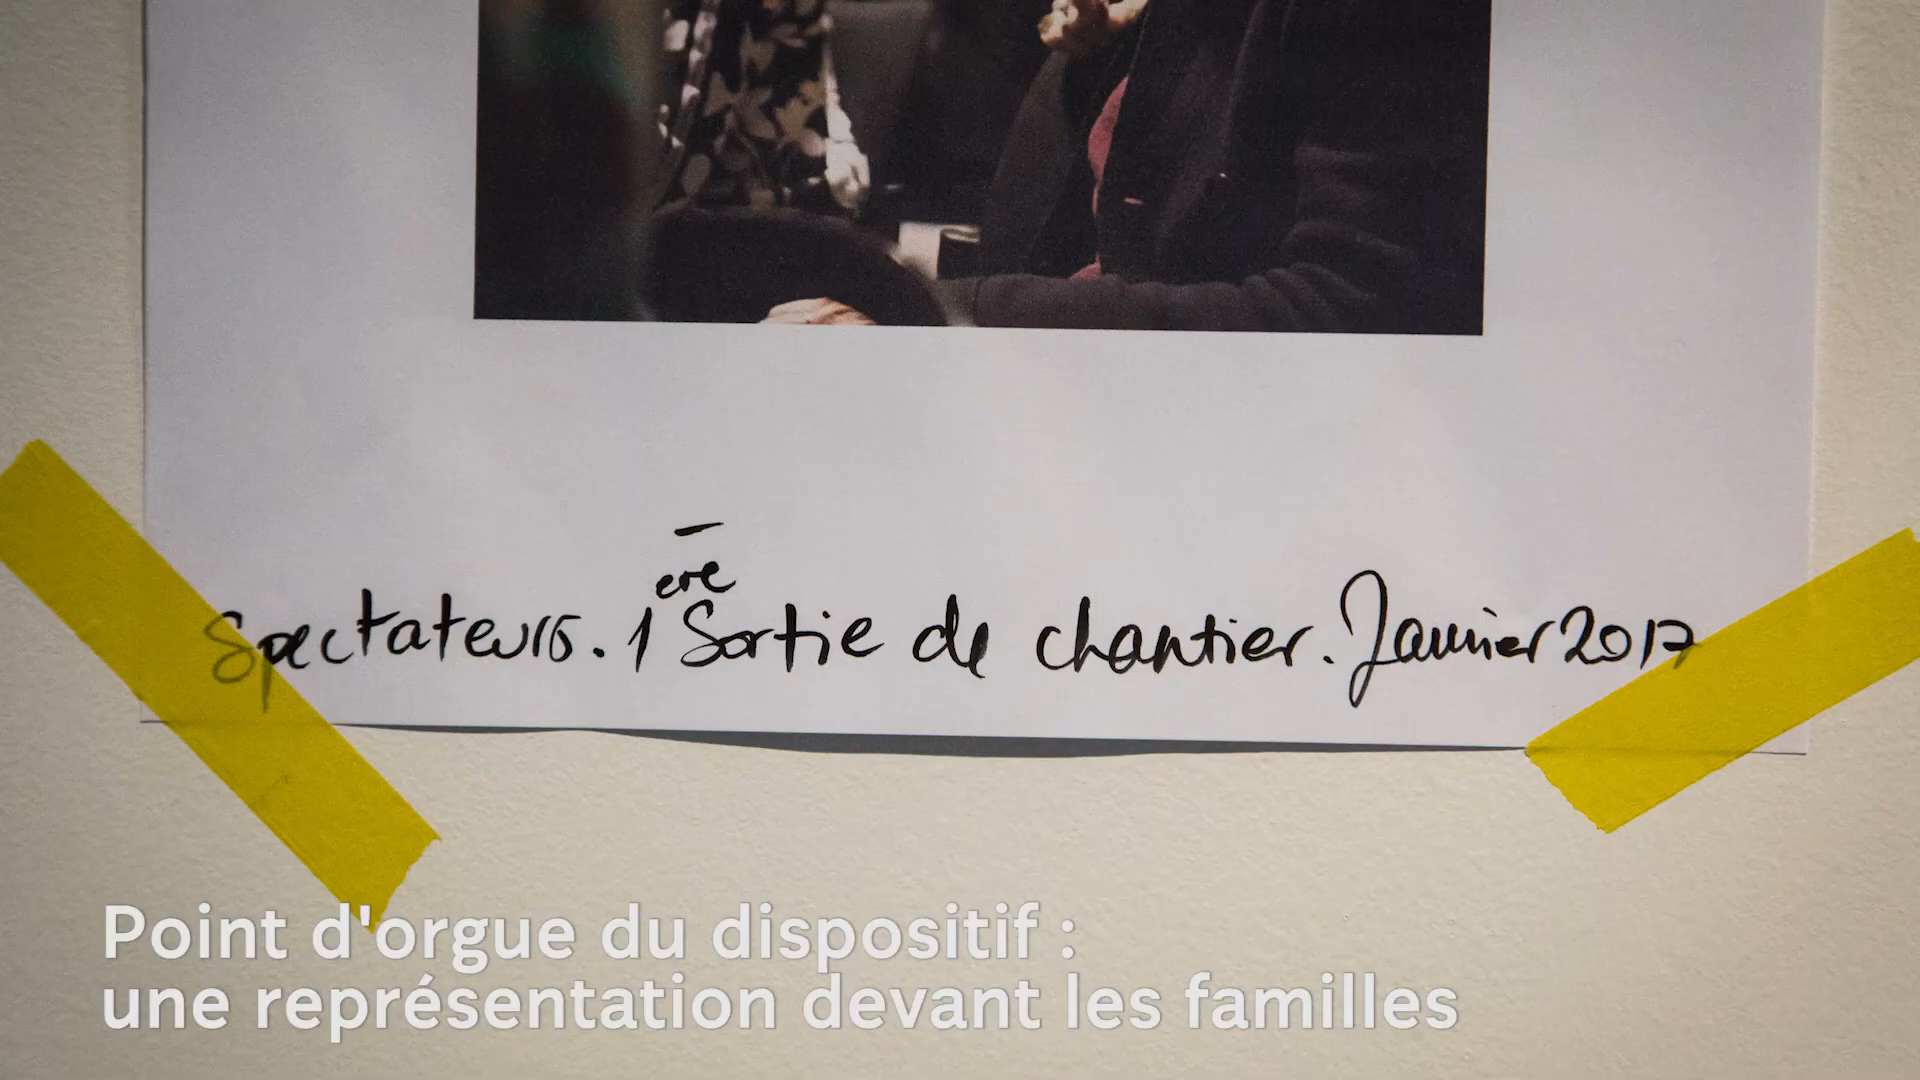 Spectateurs. 1ère Sortie de chantier. Janvier 2017
Point d'orgue du dispositif :
une représentation devant les familles